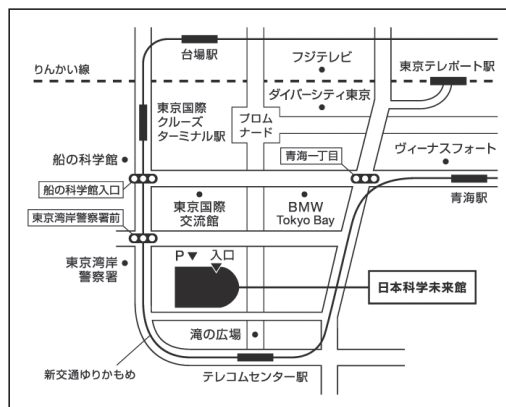 台場駅
フジテレビ
東京テレポート駅
りんかい線
ダイバーシティ東京
東京国際
クルーズ
ターミナル駅
プロム
ナード
船の科学館
青海一丁目
ヴィーナスフォート
船の科学館入口
東京国際
交流館
BMW
Tokyo Bay
青海駅
東京湾岸警察署前
P▼
入口
東京湾岸
警察署
日本科学未来館
滝の広場
新交通ゆりかもめ
テレコムセンター駅